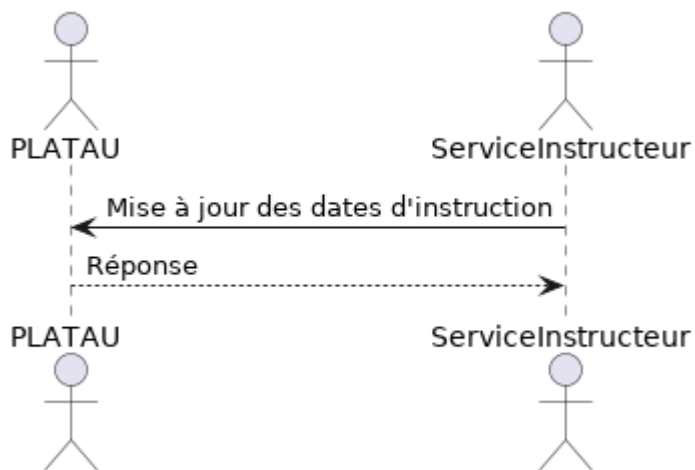 PLATAU
ServiceInstructeur
Mise à jour des dates d'instruction
Réponse
PLATAU
ServiceInstructeur